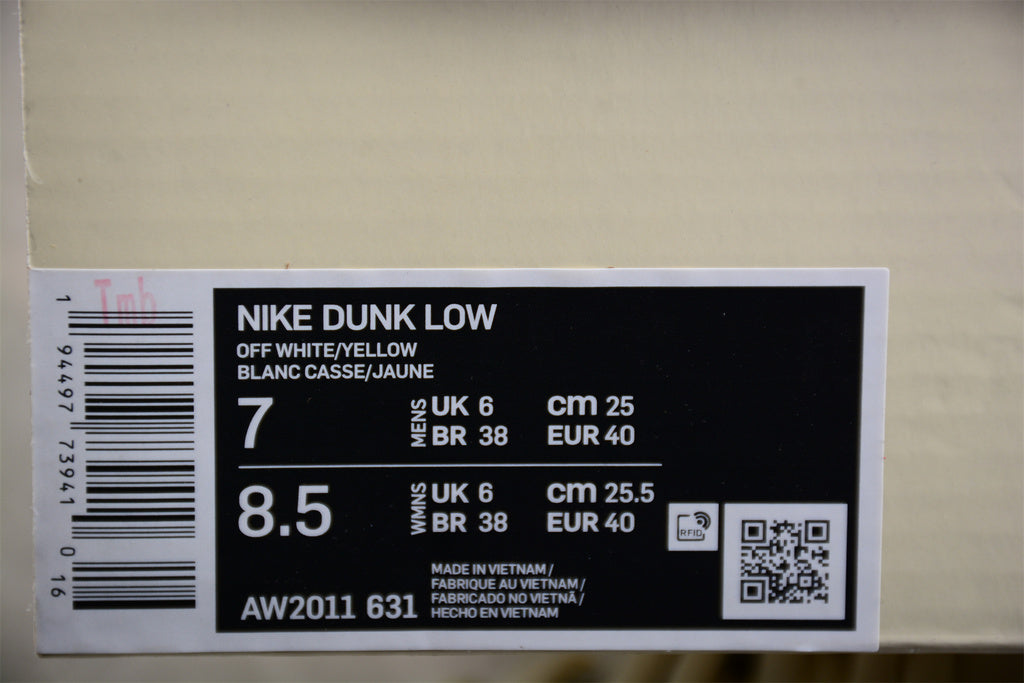 Tmb
1 94497 73941 0 16
NIKE DUNK LOW
OFF WHITE/YELLOW
BLANC CASSE/JAUNE
7 MENS UK 6 cm 25
BR 38 EUR 40
8.5 WMNS UK 6 cm 25.5
BR 38 EUR 40
RFID
MADE IN VIETNAM /
FABRIQUE AU VIETNAM /
FABRICADO NO VIETNÃ /
HECHO EN VIETNAM
AW2011 631